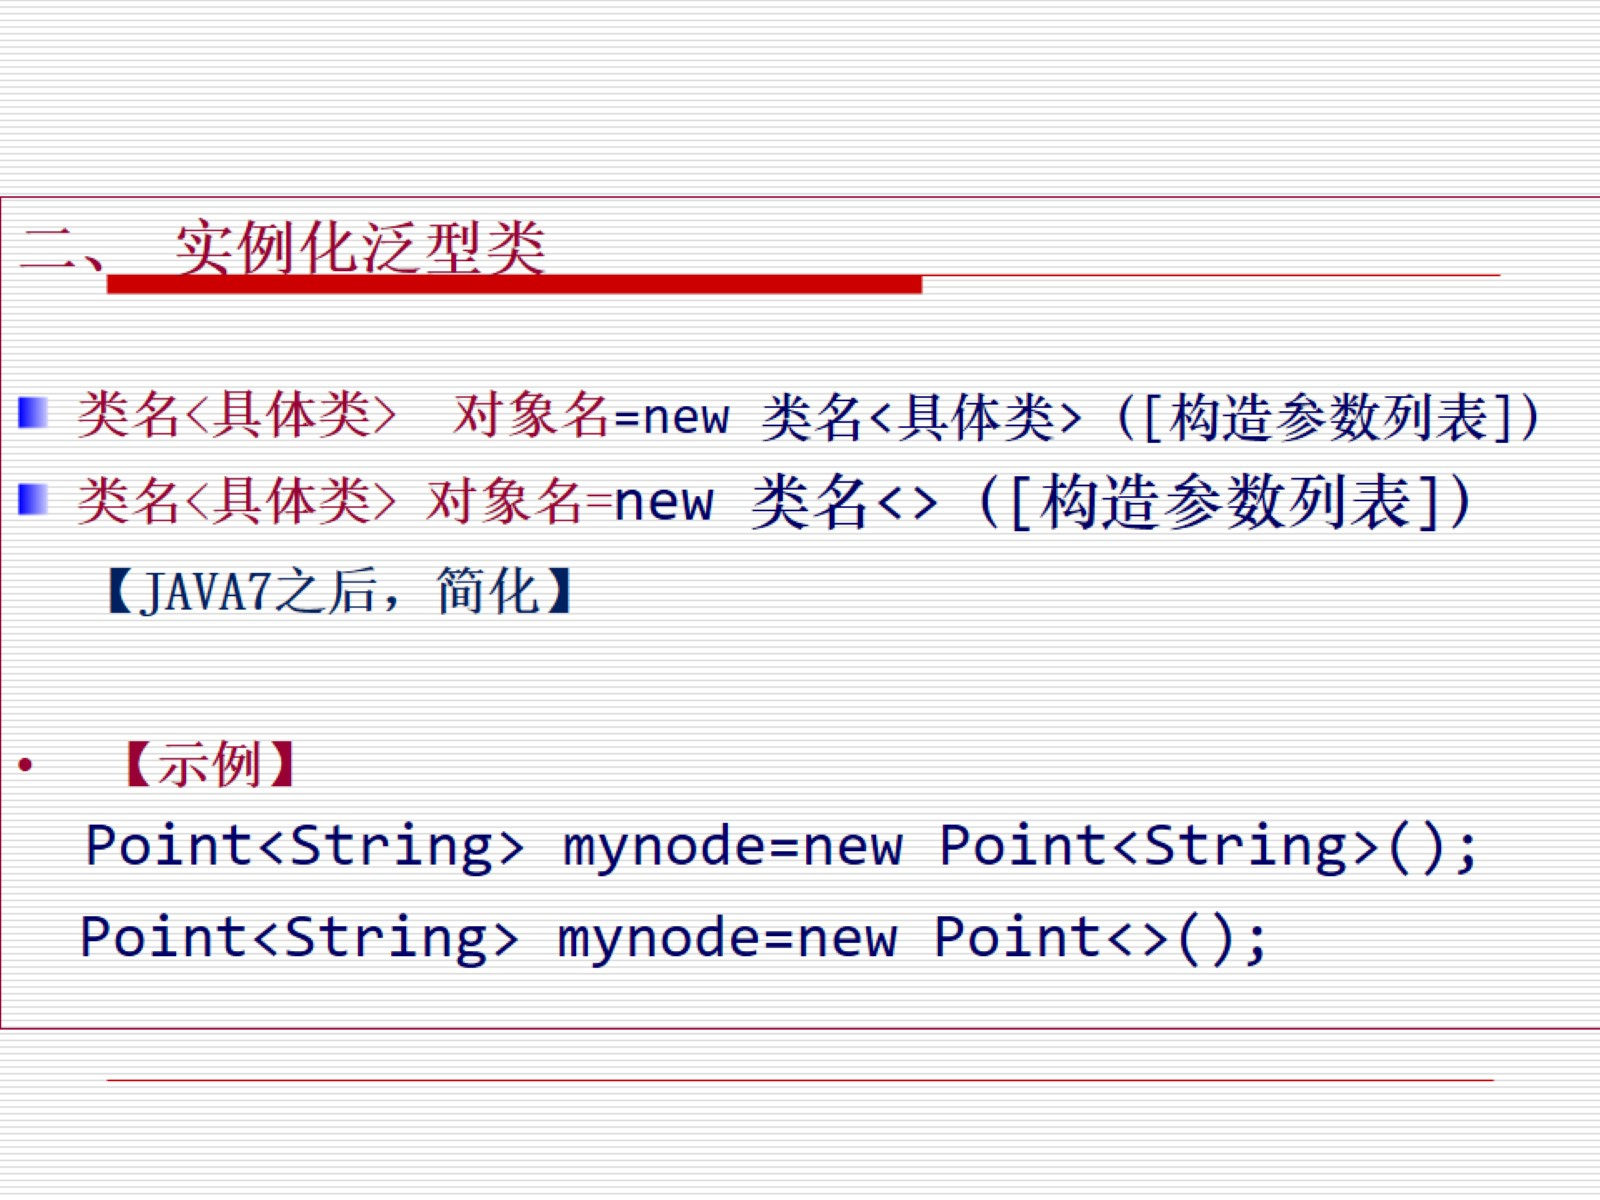 二、 实例化泛型类
类名<具体类> 对象名=new 类名<具体类>（[构造参数列表]）
类名<具体类> 对象名=new 类名<>（[构造参数列表]）
【JAVA7之后，简化】
• 【示例】
Point<String> mynode=new Point<String>();
Point<String> mynode=new Point<>();